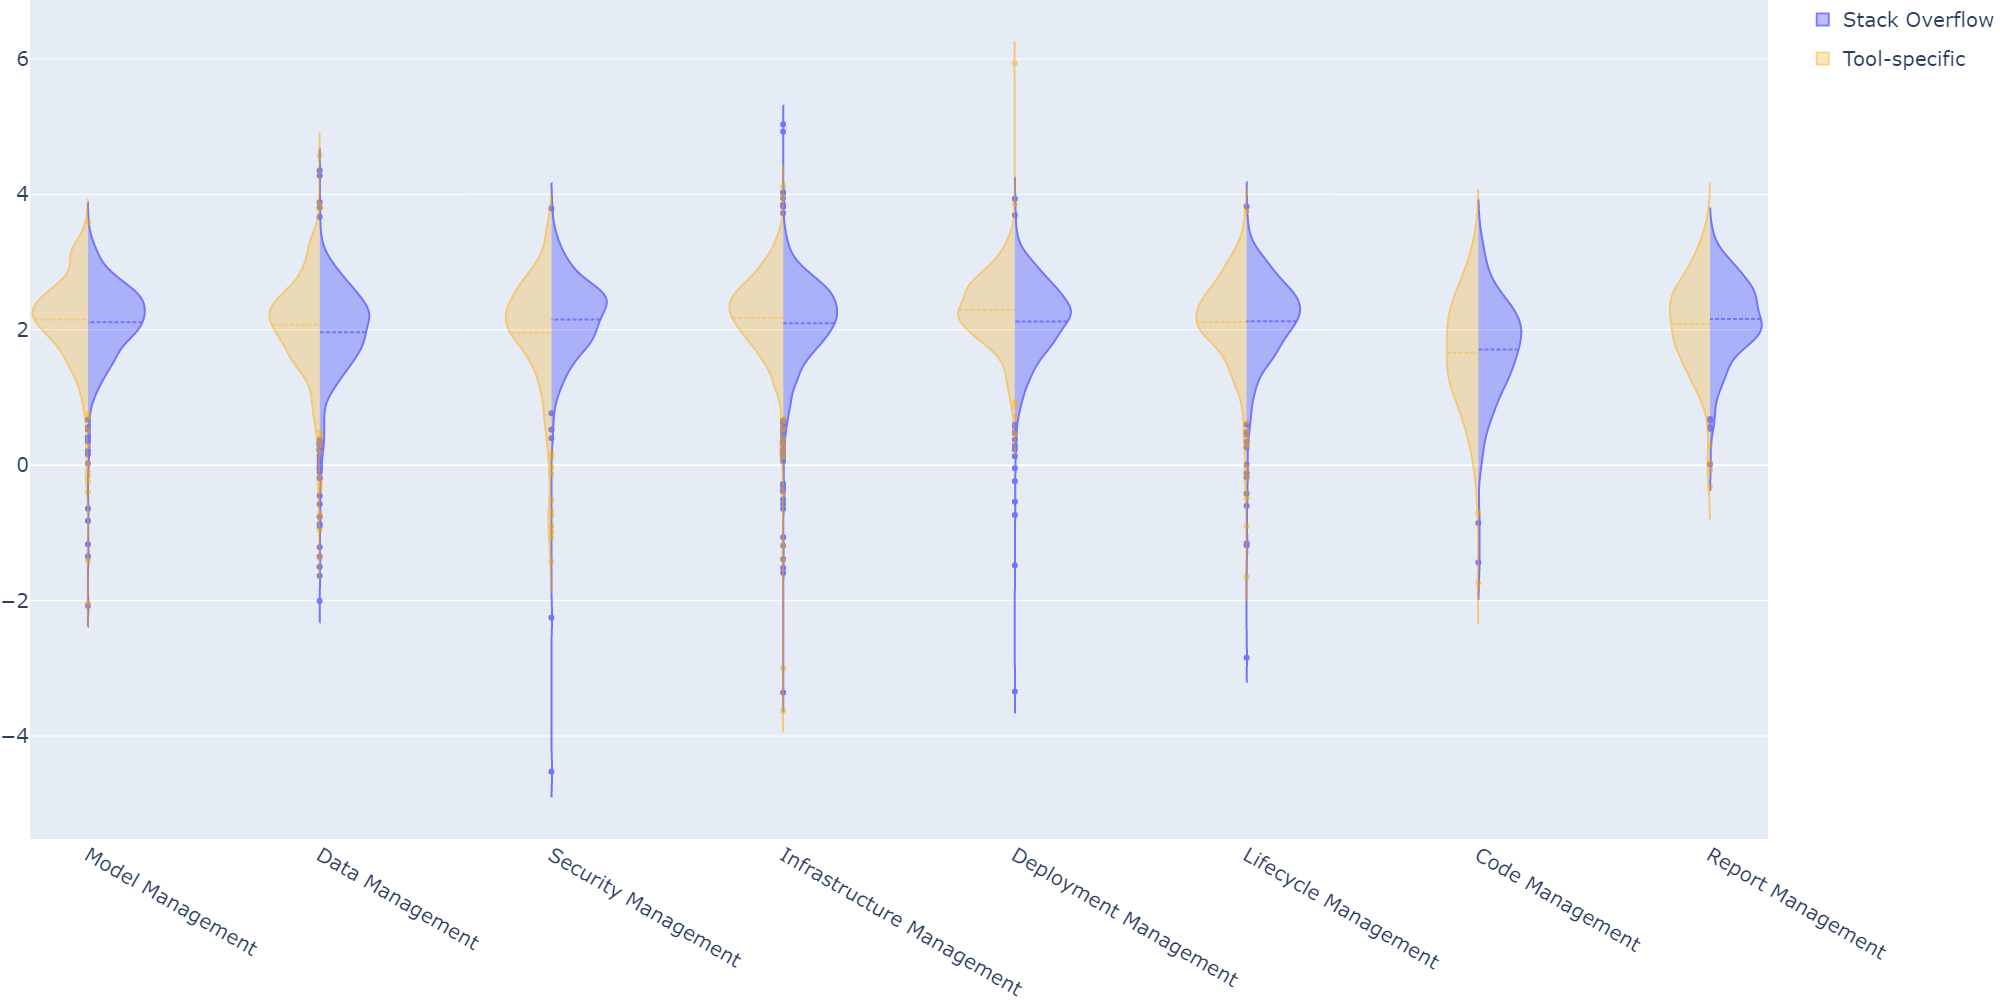 Stack Overflow
Tool-specific
6
4
2
0
−2
−4
Model Management
Data Management
Security Management
Infrastructure Management
Deployment Management
Lifecycle Management
Code Management
Report Management